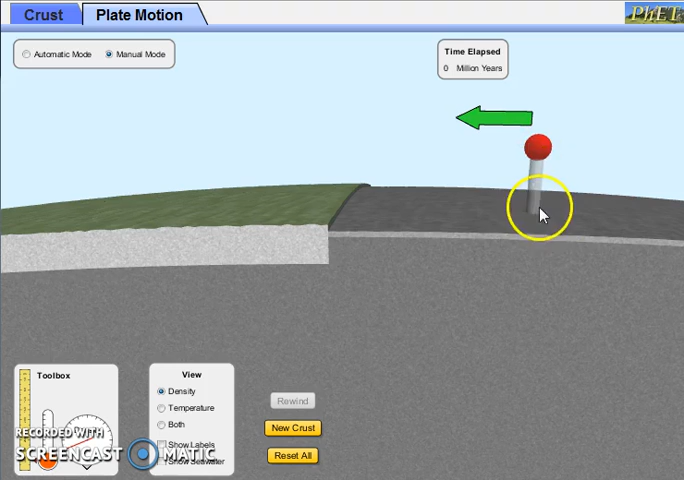 Crust
Plate Motion
PhET
Automatic Mode
Manual Mode
Time Elapsed
0 Million Years
Toolbox
View
Density
Temperature
Both
Show Labels
Show Seawater
Rewind
New Crust
Reset All
RECORDED WITH
SCREENCAST MATIC